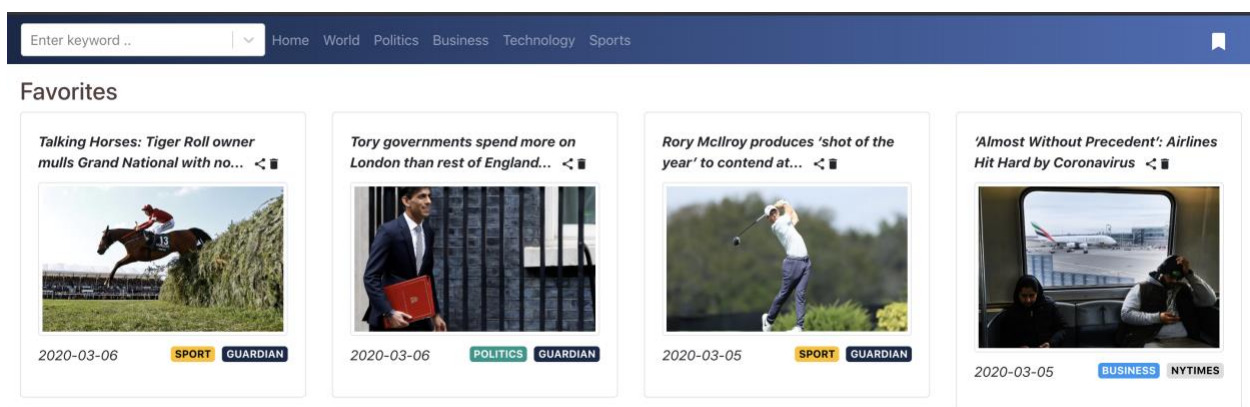 Enter keyword ..
Home World Politics Business Technology Sports
Favorites
Talking Horses: Tiger Roll owner
mulls Grand National with no...
13
2020-03-06
SPORT GUARDIAN
Tory governments spend more on
London than rest of England...
2020-03-06
POLITICS GUARDIAN
Rory McIlroy produces ‘shot of the
year’ to contend at...
2020-03-05
SPORT GUARDIAN
‘Almost Without Precedent’: Airlines
Hit Hard by Coronavirus
2020-03-05
BUSINESS NYTIMES